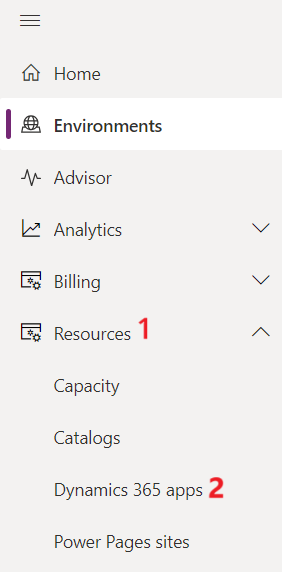 Home
Environments
Advisor
Analytics
Billing
Resources 1
Capacity
Catalogs
Dynamics 365 apps 2
Power Pages sites